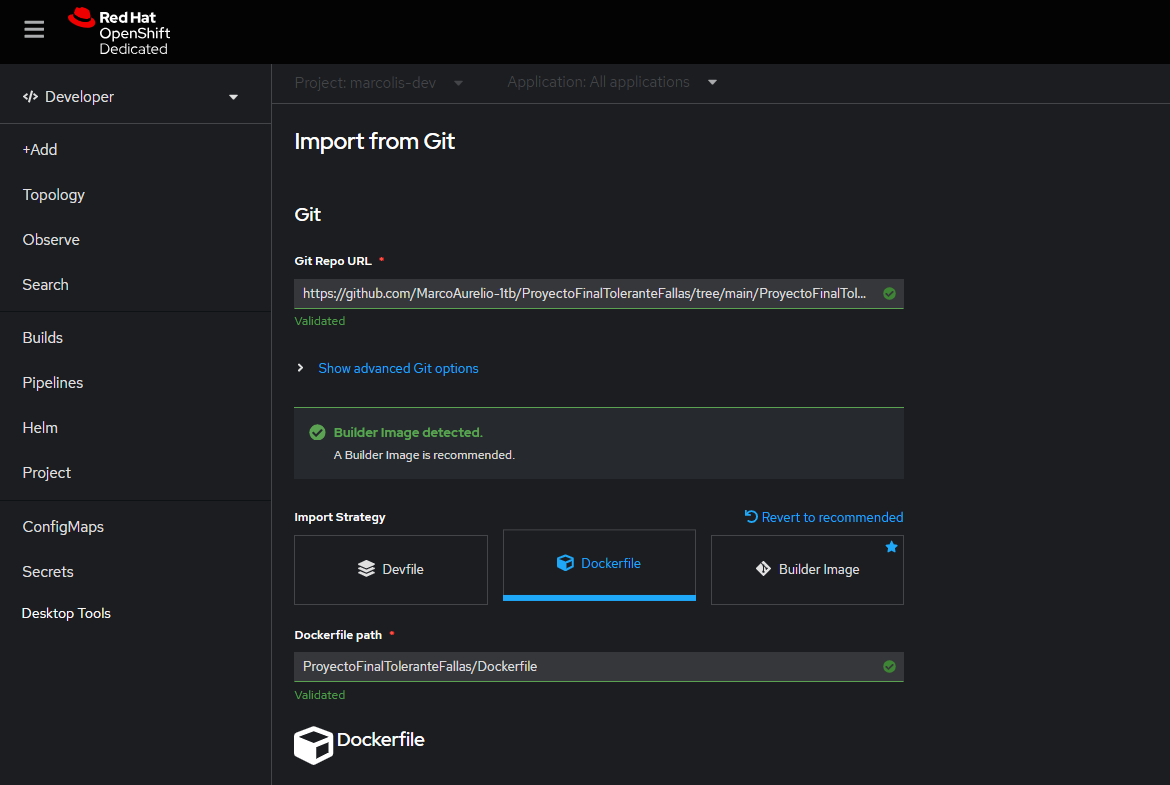 Red Hat
OpenShift
Dedicated
Developer
Project: marcolis-dev
Application: All applications
+Add
Topology
Observe
Search
Builds
Pipelines
Helm
Project
ConfigMaps
Secrets
Desktop Tools
Import from Git
Git
Git Repo URL *
https://github.com/MarcoAurelio-1tb/ProyectoFinalToleranteFallas/tree/main/ProyectoFinalTol...
Validated
Show advanced Git options
Builder Image detected.
A Builder Image is recommended.
Import Strategy
Revert to recommended
Devfile
Dockerfile
Builder Image
Dockerfile path *
ProyectoFinalToleranteFallas/Dockerfile
Validated
Dockerfile